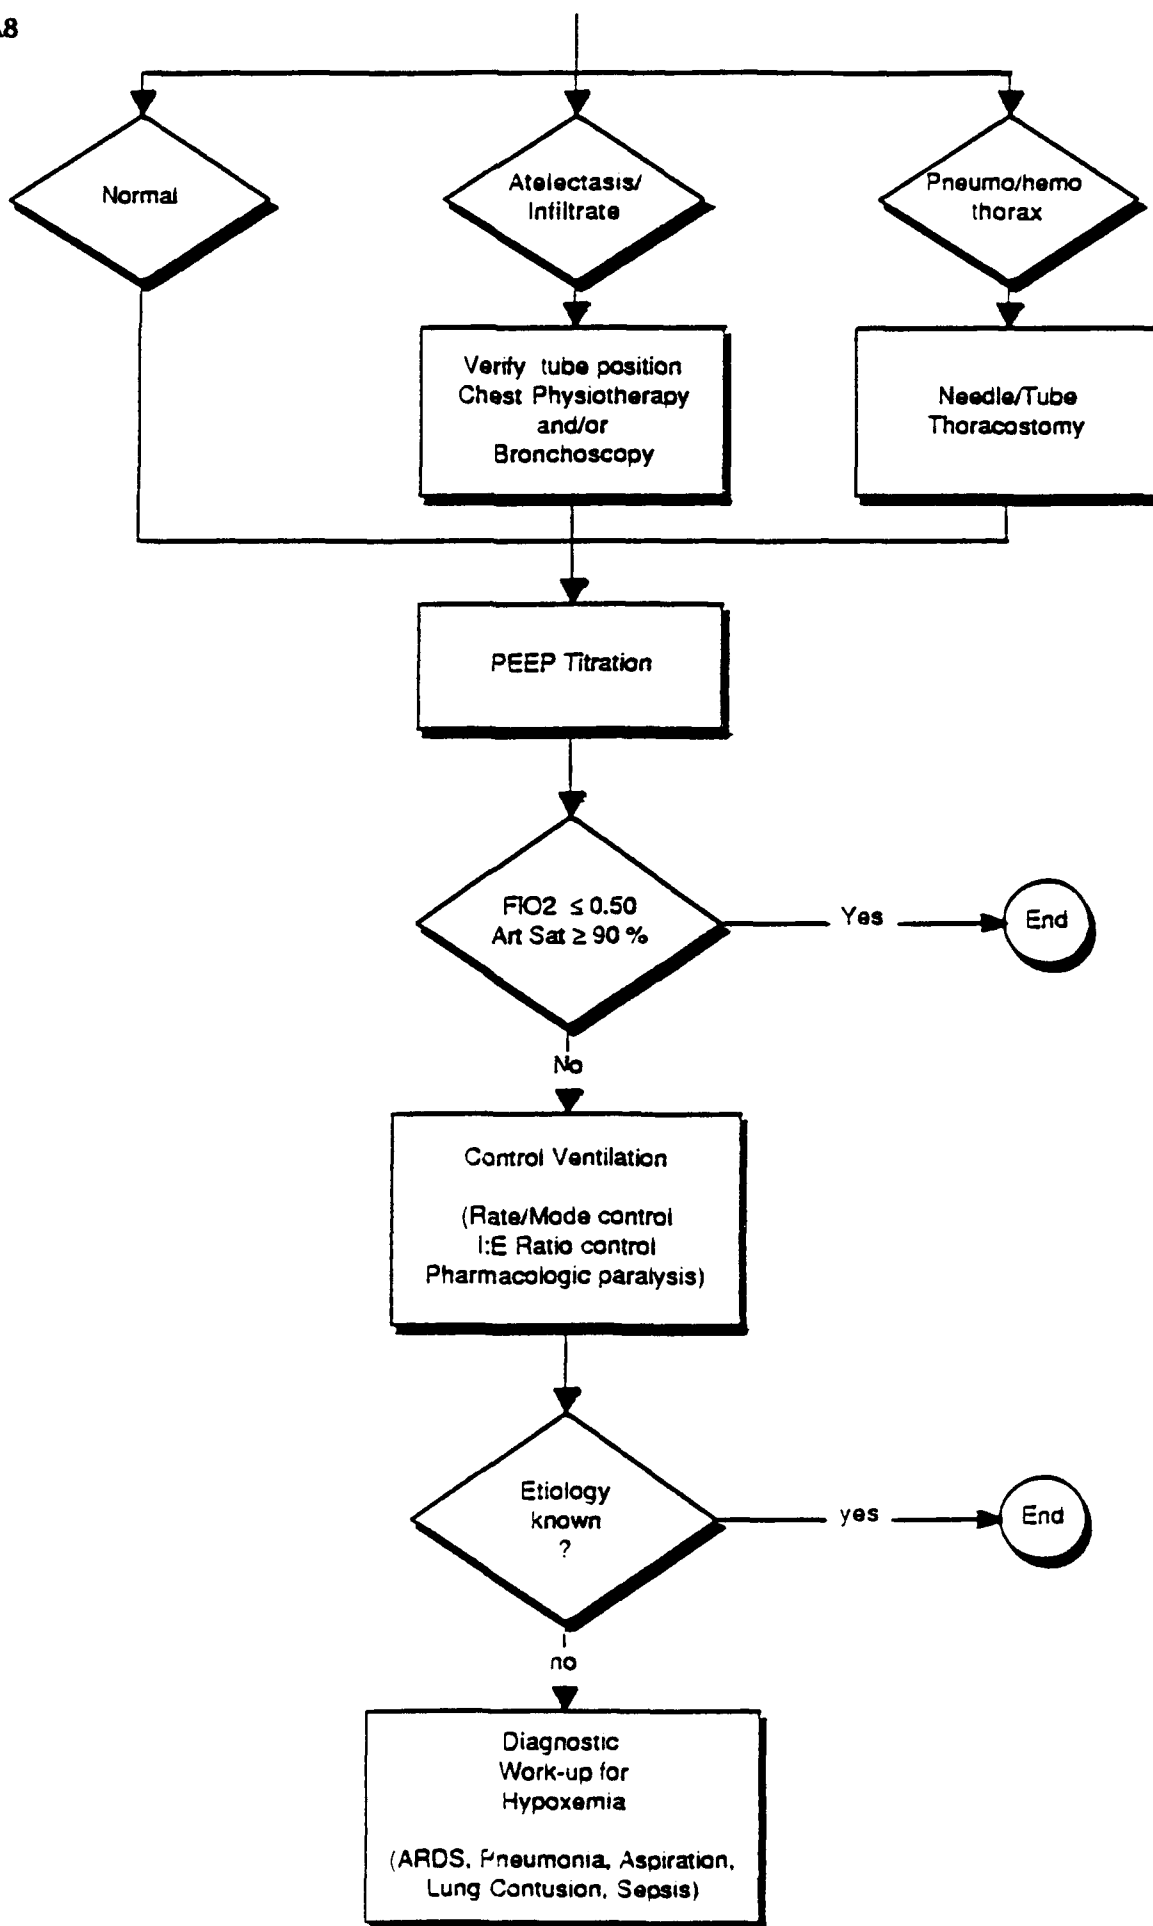 Normal
Atelectasis/
Infiltrate
Pneumo/hemo
thorax
Verify tube position
Chest Physiotherapy
and/or
Bronchoscopy
Needle/Tube
Thoracostomy
PEEP Titration
FIO2 ≤ 0.50
Art Sat ≥ 90 %
Yes
End
No
Control Ventilation
(Rate/Mode control
I:E Ratio control
Pharmacologic paralysis)
Etiology
known
?
yes
End
no
Diagnostic
Work-up for
Hypoxemia
(ARDS, Pneumonia, Aspiration,
Lung Contusion, Sepsis)